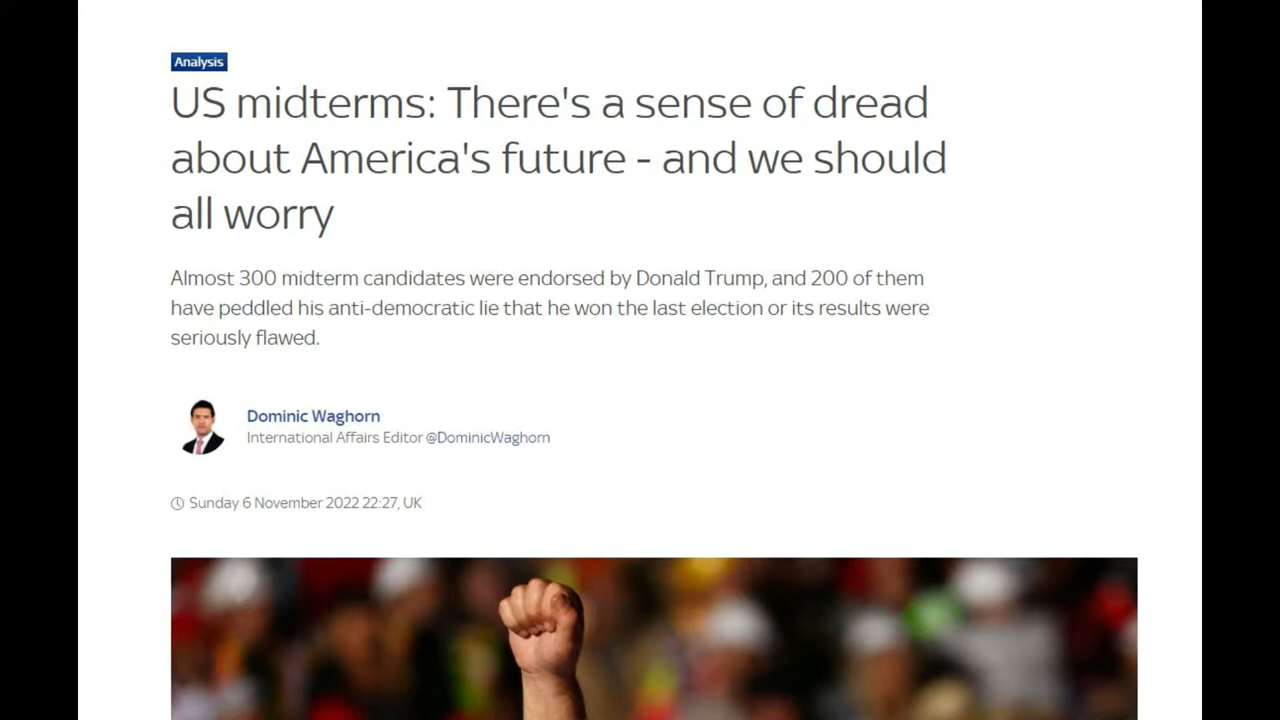 Analysis
US midterms: There's a sense of dread
about America's future - and we should
all worry
Almost 300 midterm candidates were endorsed by Donald Trump, and 200 of them
have peddled his anti-democratic lie that he won the last election or its results were
seriously flawed.
Dominic Waghorn
International Affairs Editor @DominicWaghorn
Sunday 6 November 2022 22:27, UK